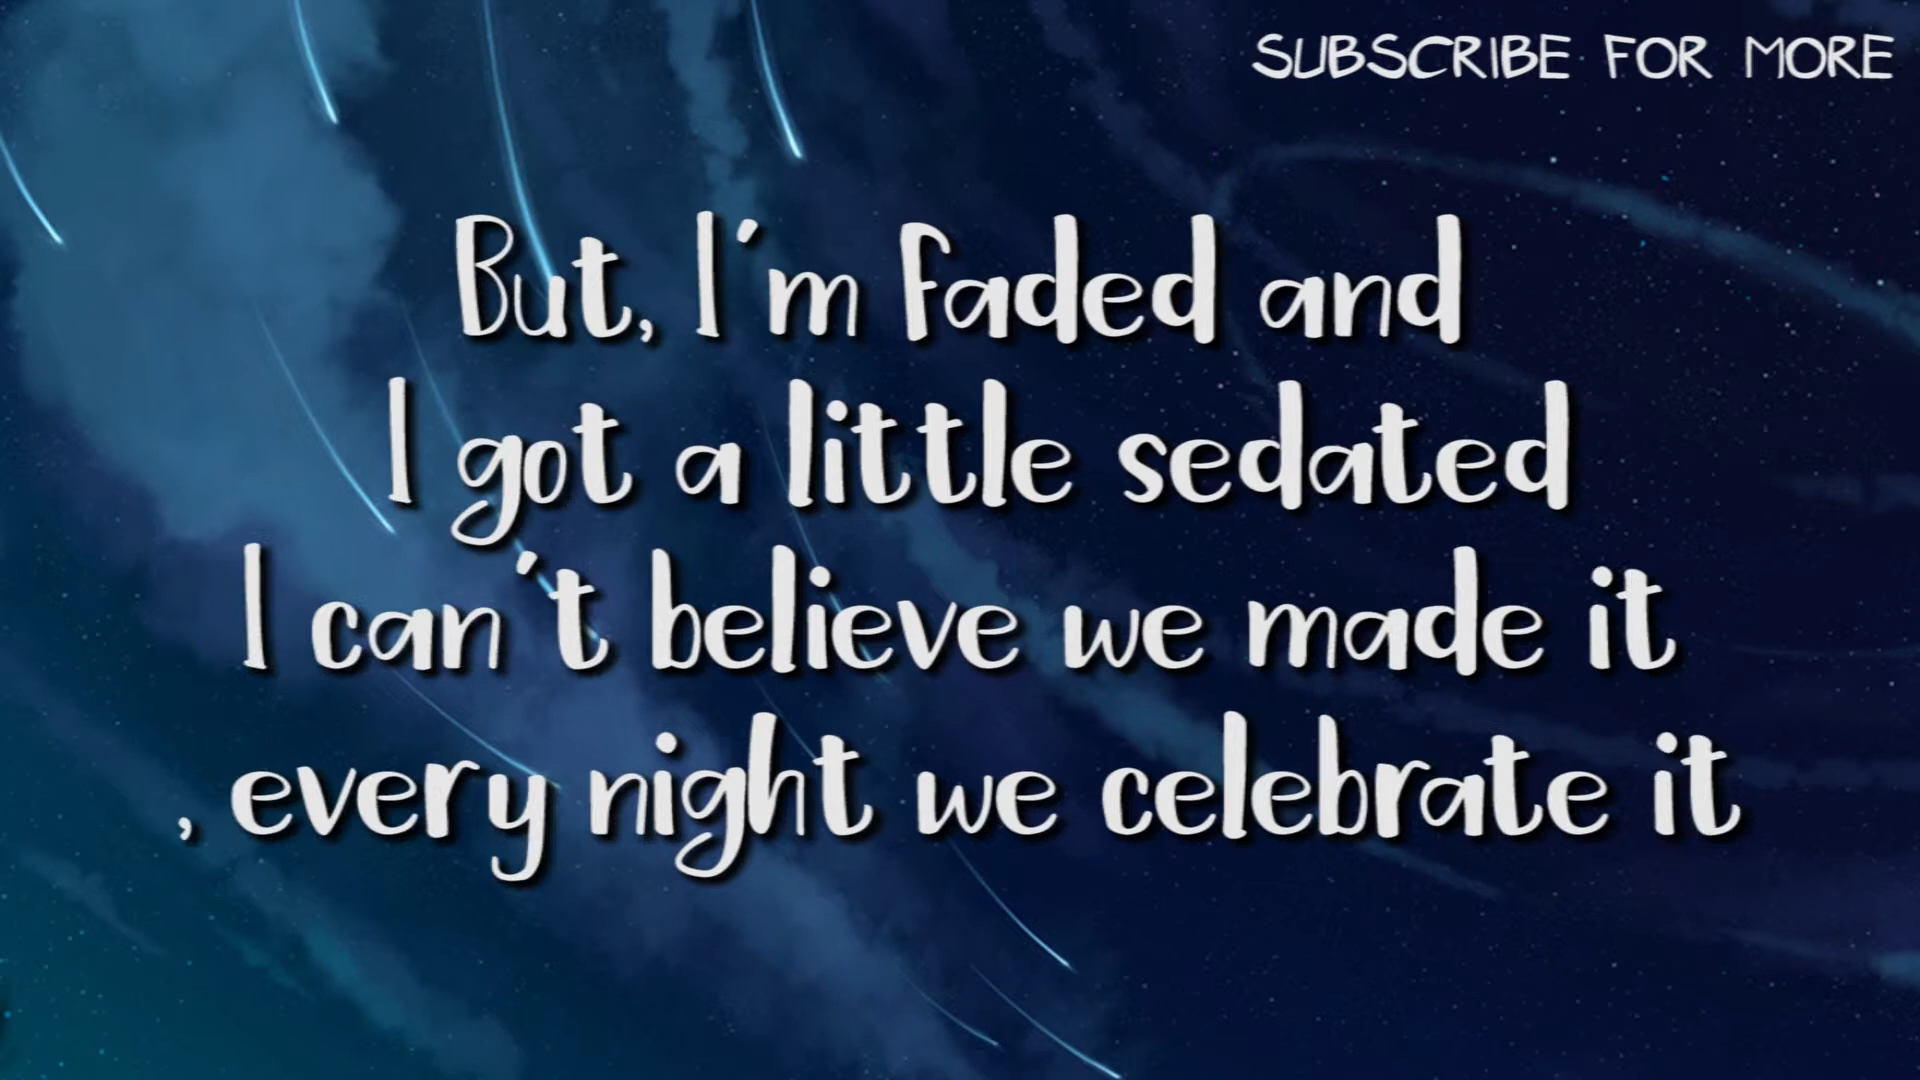 SUBSCRIBE FOR MORE
But, I'm faded and
I got a little sedated
I can't believe we made it
, every night we celebrate it